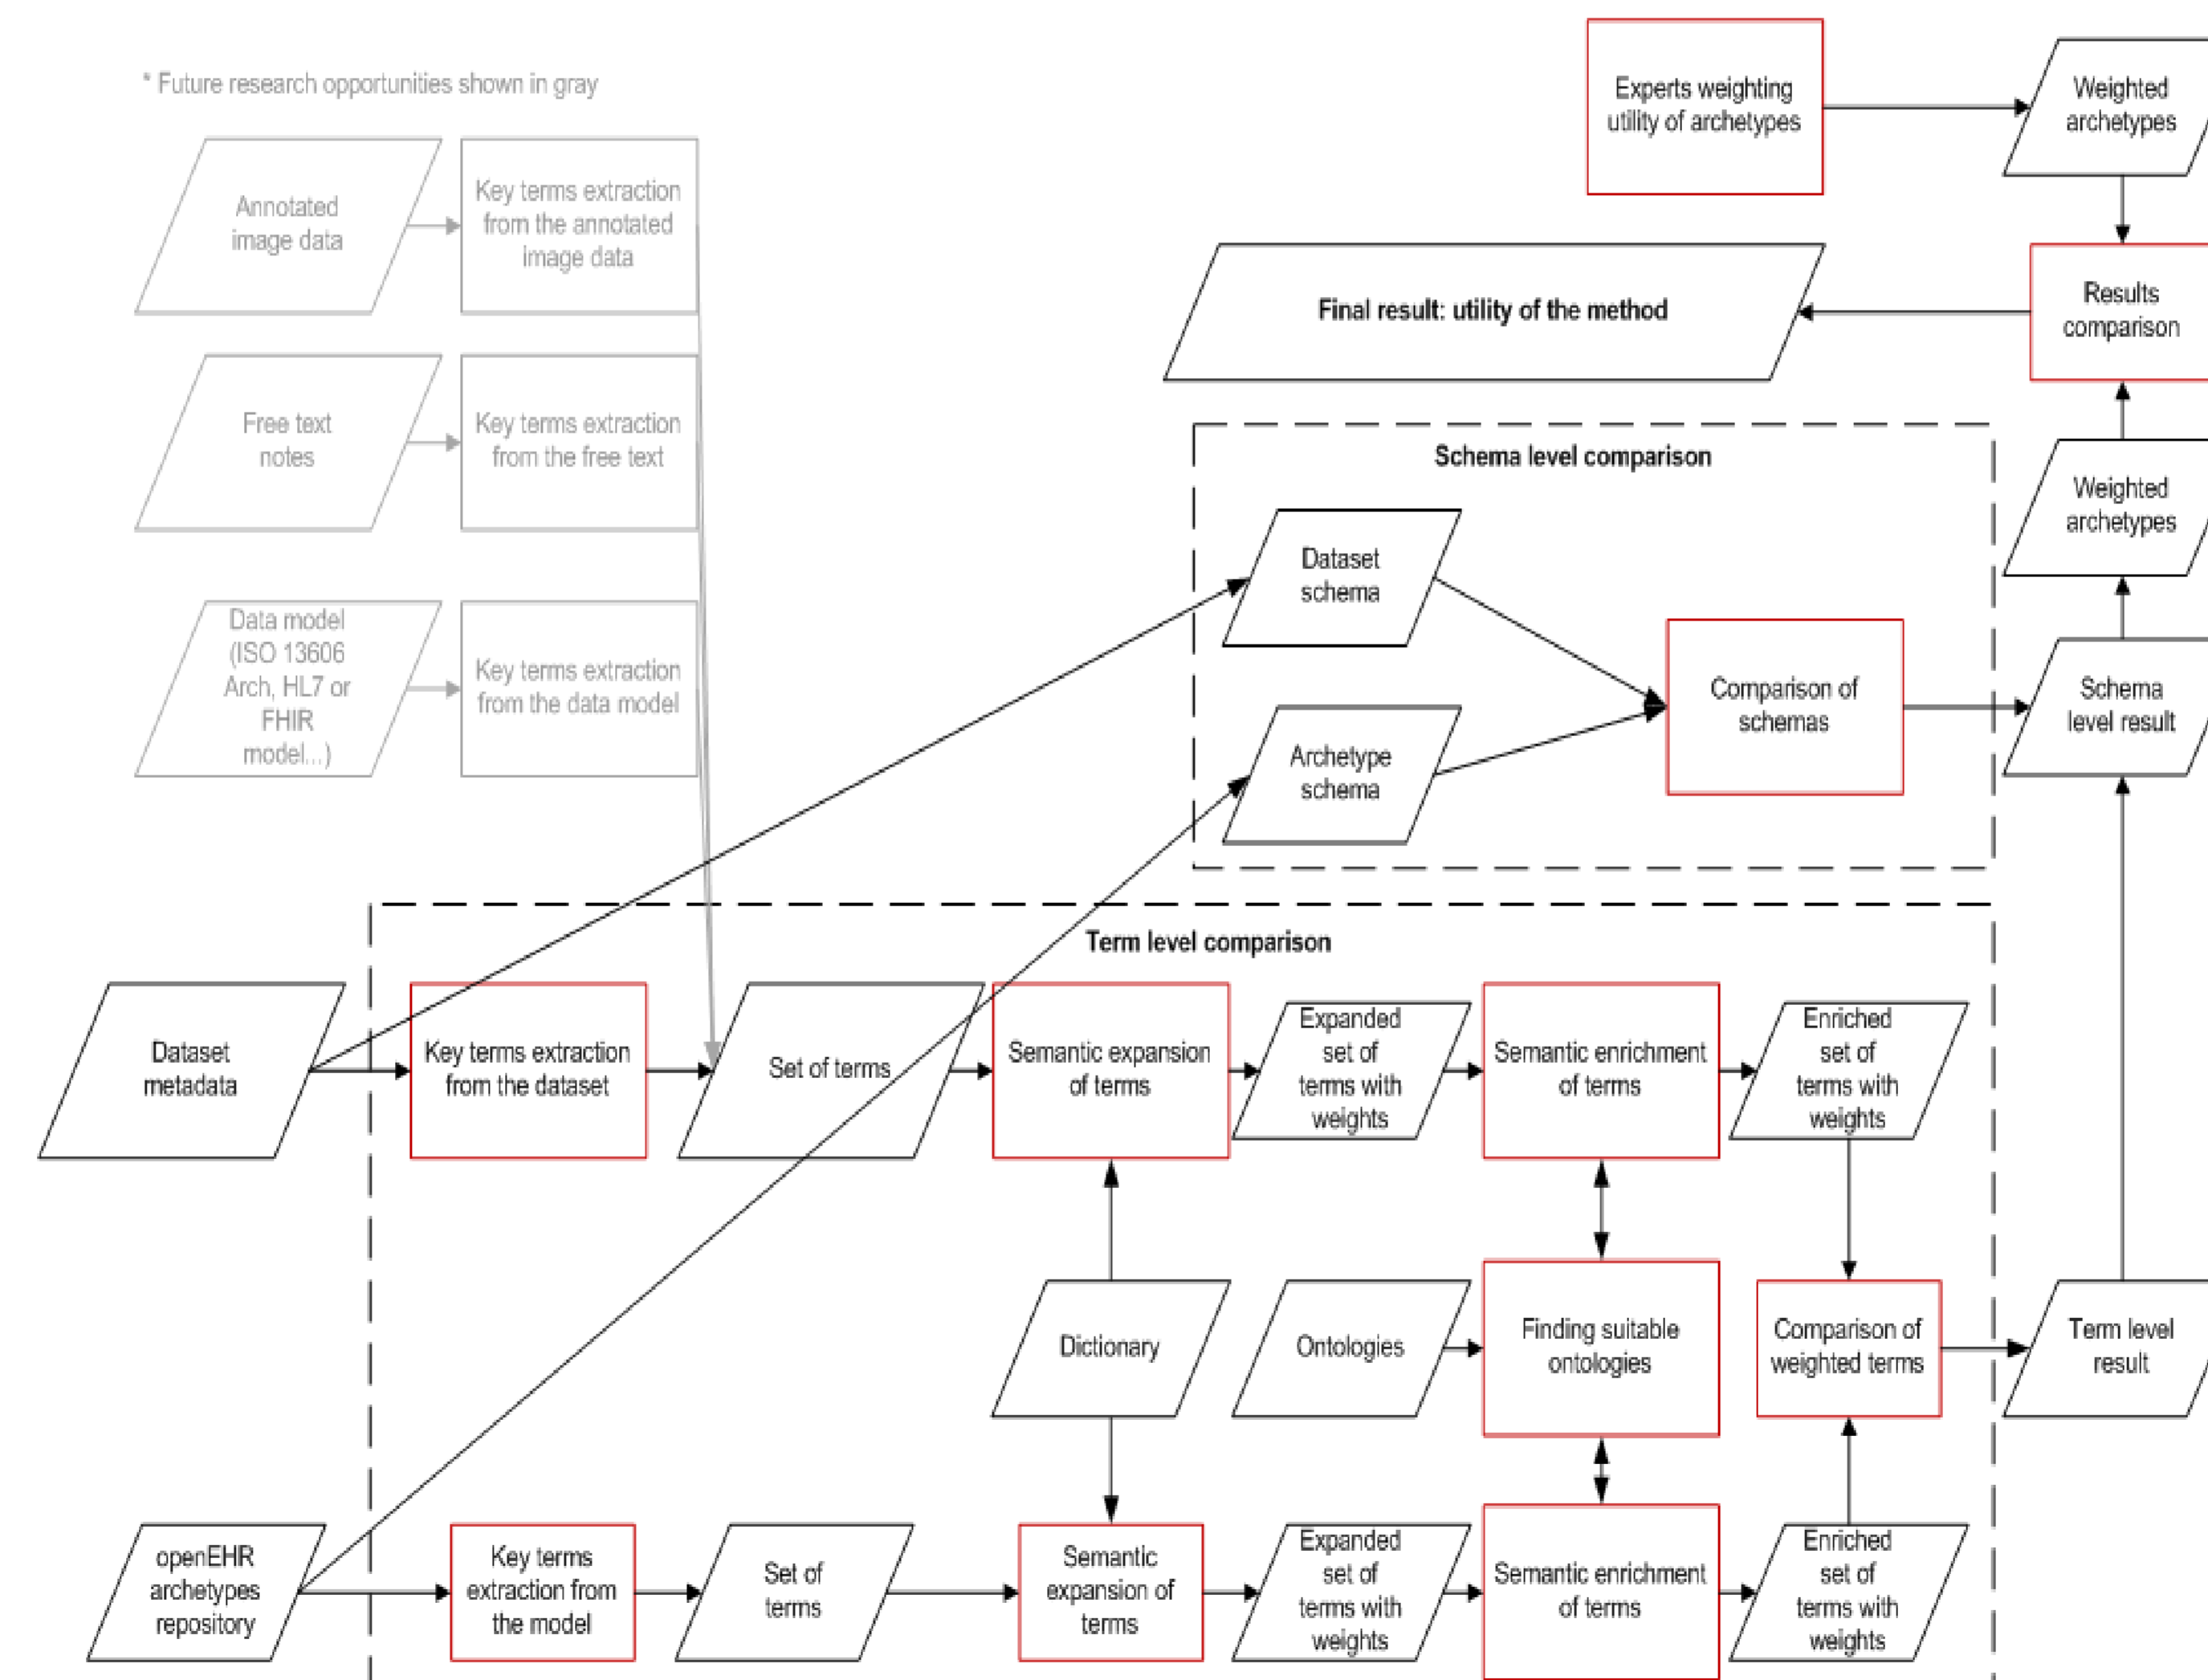 * Future research opportunities shown in gray
Experts weighting
utility of archetypes
Weighted
archetypes
Annotated
image data
Key terms extraction
from the annotated
image data
Final result: utility of the method
Results
comparison
Free text
notes
Key terms extraction
from the free text
Schema level comparison
Weighted
archetypes
Dataset
schema
Data model
(ISO 13606
Arch, HL7 or
FHIR
model...)
Key terms extraction
from the data model
Comparison of
schemas
Schema
level result
Archetype
schema
Term level comparison
Dataset
metadata
Key terms extraction
from the dataset
Set of terms
Semantic expansion
of terms
Expanded
set of
terms with
weights
Semantic enrichment
of terms
Enriched
set of
terms with
weights
Dictionary
Ontologies
Finding suitable
ontologies
Comparison of
weighted terms
Term level
result
openEHR
archetypes
repository
Key terms
extraction from
the model
Set of
terms
Semantic
expansion of
terms
Expanded
set of
terms with
weights
Semantic enrichment
of terms
Enriched
set of
terms with
weights